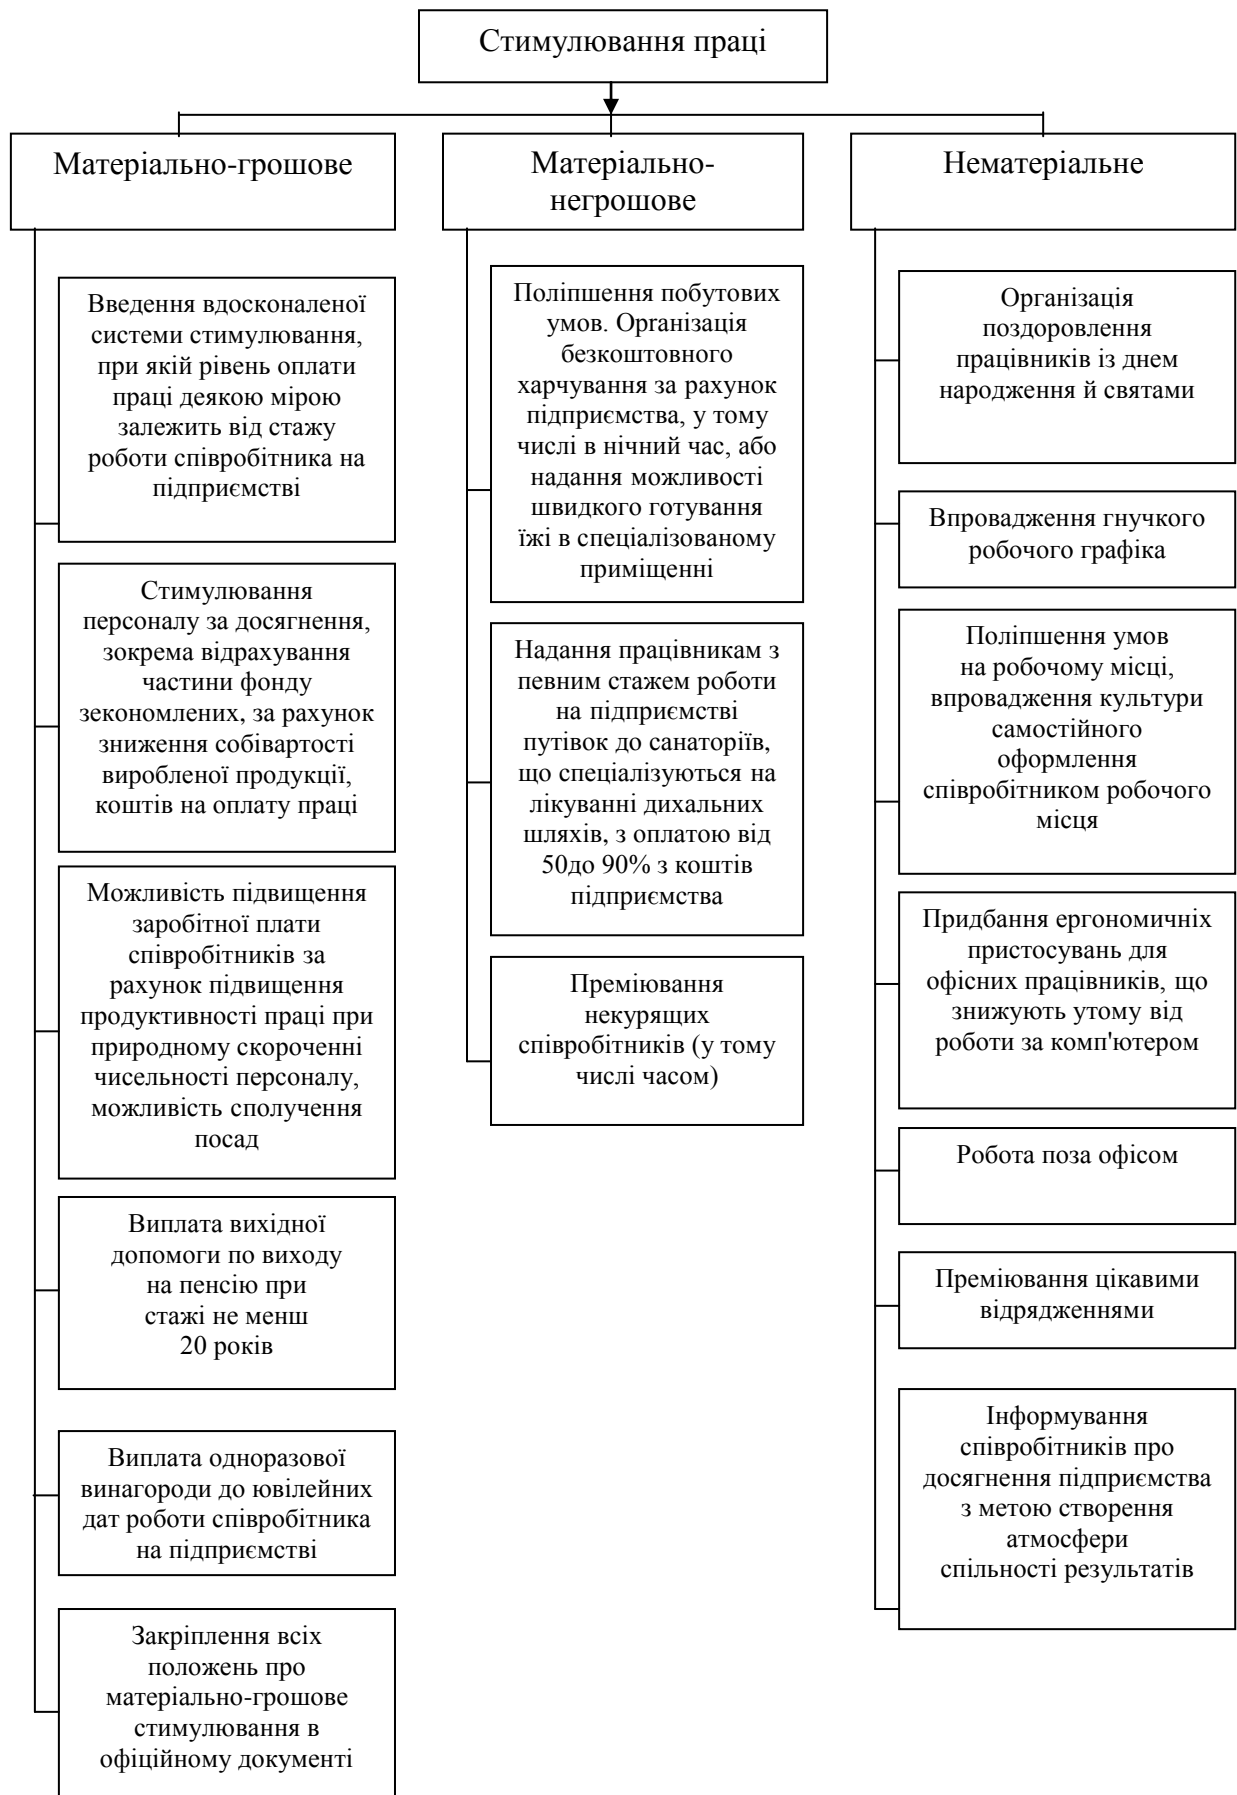 Стимулювання праці
Матеріально-грошове
Введення вдосконаленої
системи стимулювання,
при якій рівень оплати
праці деякою мірою
залежить від стажу
роботи співробітника на
підприємстві
Стимулювання
персоналу за досягнення,
зокрема відрахування
частини фонду
зекономлених, за рахунок
зниження собівартості
виробленої продукції,
коштів на оплату праці
Можливість підвищення
заробітної плати
співробітників за
рахунок підвищення
продуктивності праці при
природному скороченні
чисельності персоналу,
можливість сполучення
посад
Виплата вихідної
допомоги по виходу
на пенсію при
стажі не менш
20 років
Виплата одноразової
винагороди до ювілейних
дат роботи співробітника
на підприємстві
Закріплення всіх
положень про
матеріально-грошове
стимулювання в
офіційному документі
Матеріально-
негрошове
Поліпшення побутових
умов. Організація
безкоштовного
харчування за рахунок
підприємства, у тому
числі в нічний час, або
надання можливості
швидкого готування
їжі в спеціалізованому
приміщенні
Надання працівникам з
певним стажем роботи
на підприємстві
путівок до санаторіїв,
що спеціалізуються на
лікуванні дихальних
шляхів, з оплатою від
50до 90% з коштів
підприємства
Преміювання
некурящих
співробітників (у тому
числі часом)
Нематеріальне
Організація
поздоровлення
працівників із днем
народження й святами
Впровадження гнучкого
робочого графіка
Поліпшення умов
на робочому місці,
впровадження культури
самостійного
оформлення
співробітником робочого
місця
Придбання ергономичніх
пристосувань для
офісних працівників, що
знижують утому від
роботи за комп'ютером
Робота поза офісом
Преміювання цікавими
відрядженнями
Інформування
співробітників про
досягнення підприємства
з метою створення
атмосфери
спільності результатів